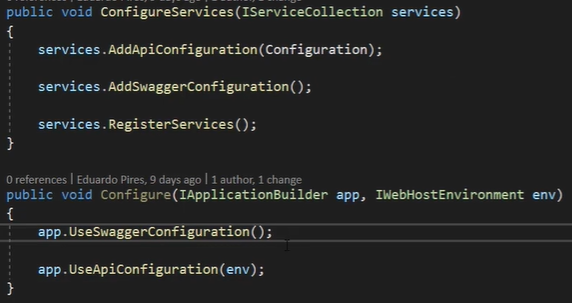 public void ConfigureServices(IServiceCollection services)
{
services.AddApiConfiguration(Configuration);
services.AddSwaggerConfiguration();
services.RegisterServices();
}
0 references | Eduardo Pires, 9 days ago | 1 author, 1 change
public void Configure(IApplicationBuilder app, IWebHostEnvironment env)
{
app.UseSwaggerConfiguration();
app.UseApiConfiguration(env);
}